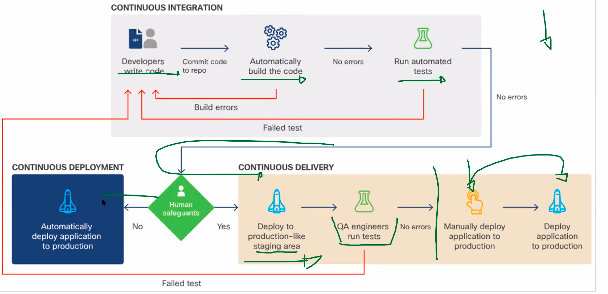 CONTINUOUS INTEGRATION
Developers
write code
Commit code
to repo
Automatically
build the code
No errors
Run automated
tests
Build errors
Failed test
No errors
CONTINUOUS DEPLOYMENT
Automatically
deploy application
to production
No
Human
safeguards
Yes
CONTINUOUS DELIVERY
Deploy to
production-like
staging area
QA engineers
run tests
No errors
Manually deploy
application to
production
Deploy
application
to production
Failed test